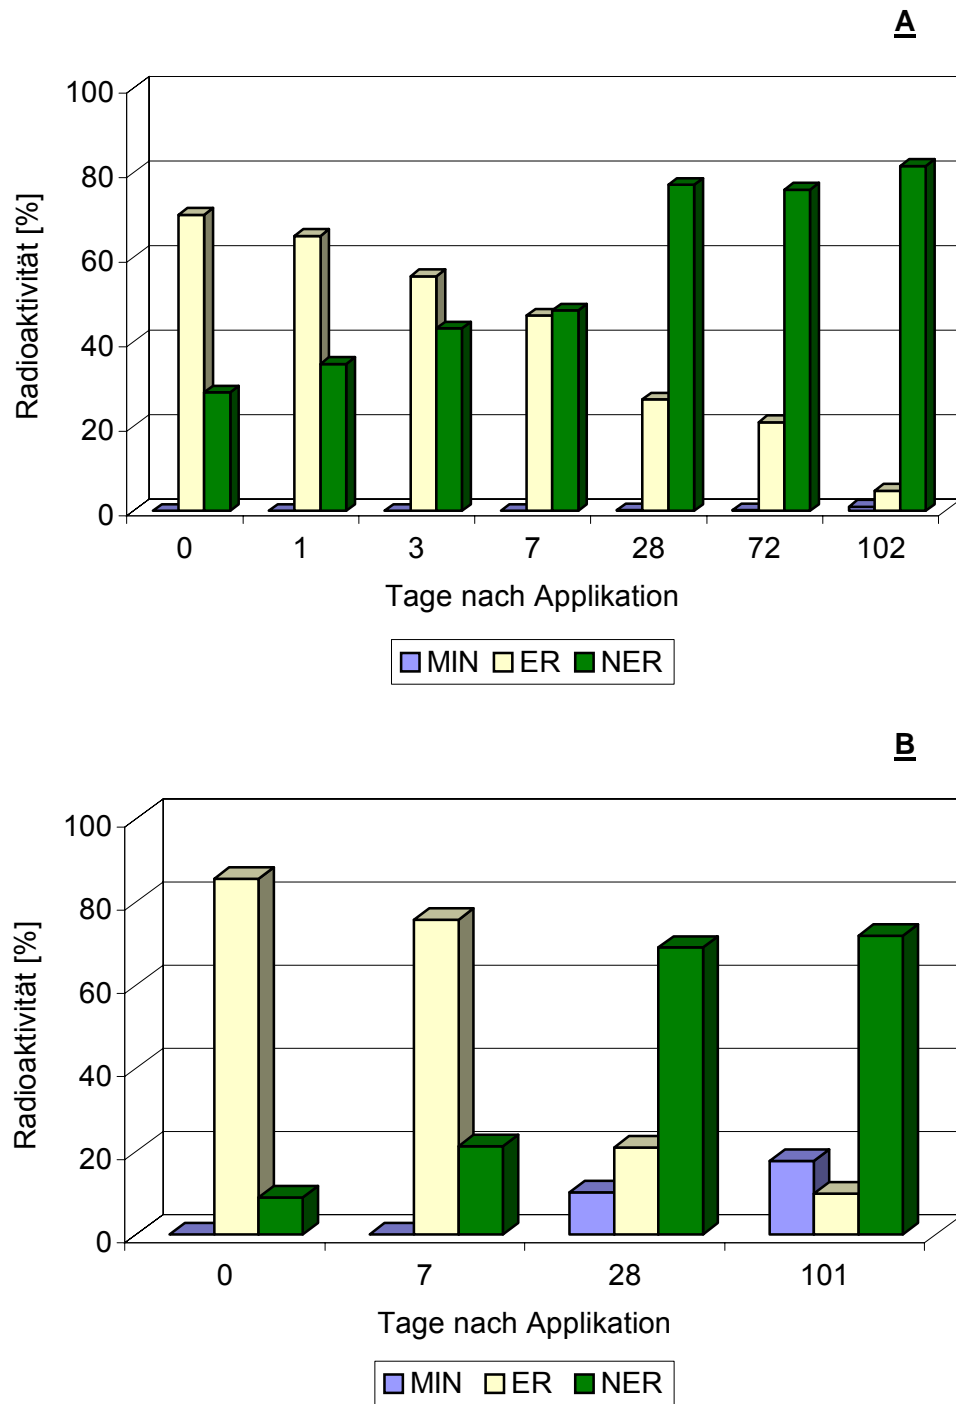 A
100
80
60
40
20
0
Radioaktivität [%]
0 1 3 7 28 72 102
Tage nach Applikation
MIN ER NER
B
100
80
60
40
20
0
Radioaktivität [%]
0 7 28 101
Tage nach Applikation
MIN ER NER